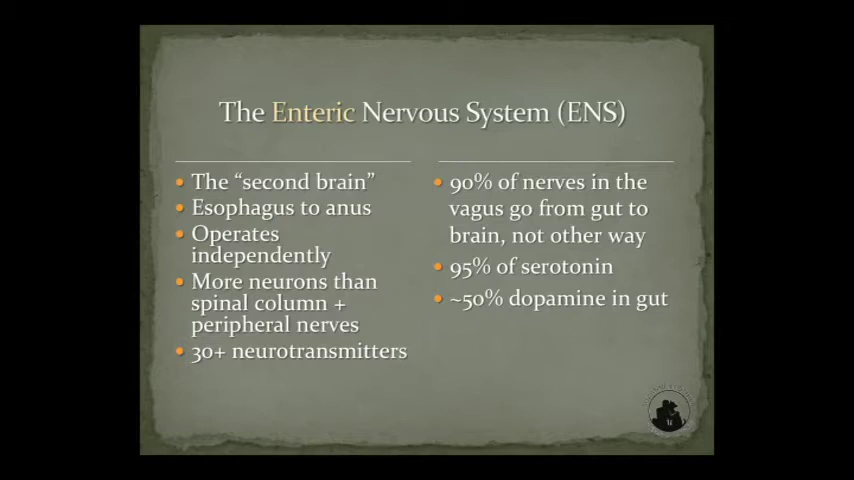 The Enteric Nervous System (ENS)
• The “second brain”
• Esophagus to anus
• Operates
independently
• More neurons than
spinal column +
peripheral nerves
• 30+ neurotransmitters
• 90% of nerves in the
vagus go from gut to
brain, not other way
• 95% of serotonin
• ~50% dopamine in gut